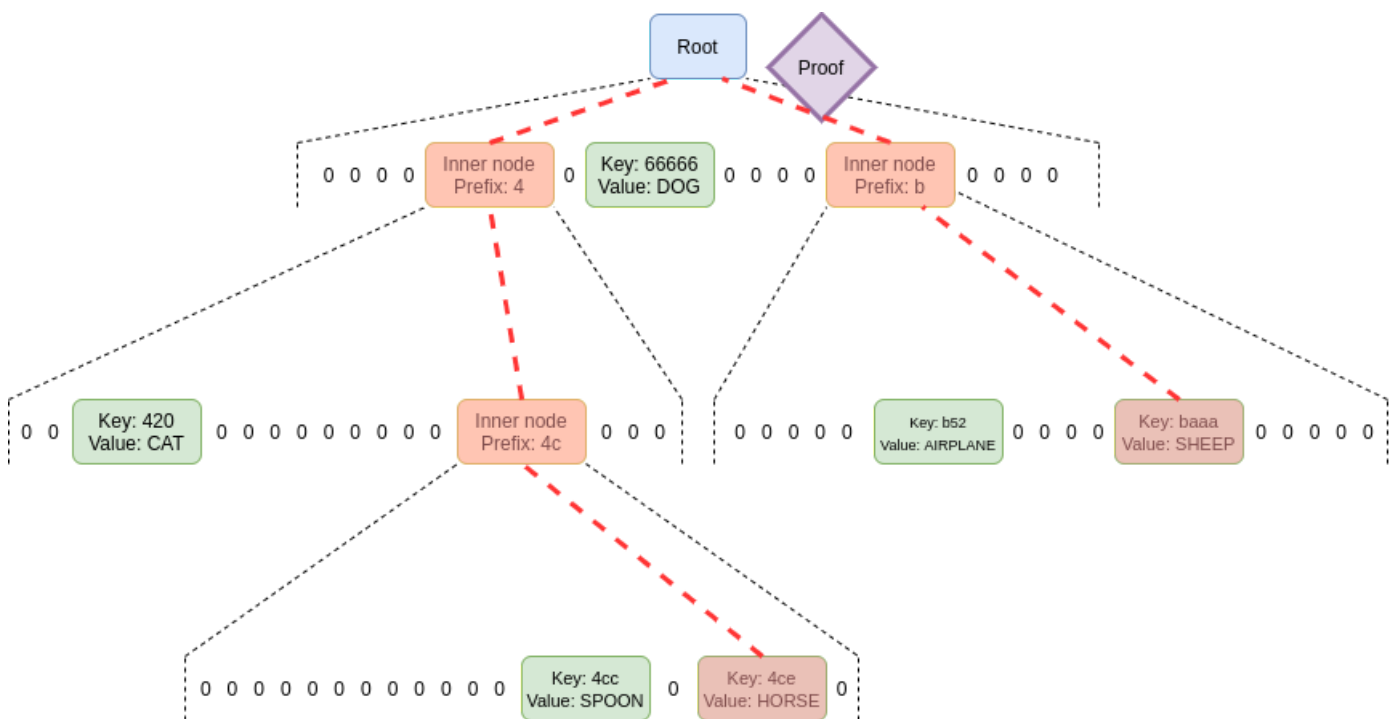 Root
Proof
0 0 0 0
Inner node
Prefix: 4
0
Key: 66666
Value: DOG
0 0 0 0
Inner node
Prefix: b
0 0 0 0
0 0
Key: 420
Value: CAT
0 0 0 0 0 0 0 0 0
Inner node
Prefix: 4c
0 0 0
0 0 0 0 0
Key: b52
Value: AIRPLANE
0 0 0 0
Key: baaa
Value: SHEEP
0 0 0 0 0
0 0 0 0 0 0 0 0 0 0 0 0
Key: 4cc
Value: SPOON
0
Key: 4ce
Value: HORSE
0